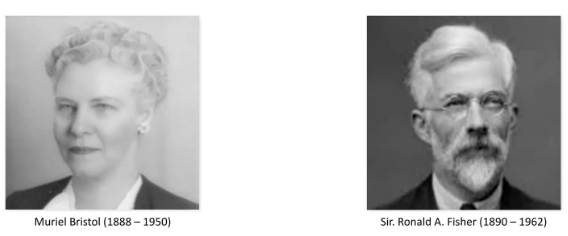 Muriel Bristol (1888 – 1950)
Sir. Ronald A. Fisher (1890 – 1962)